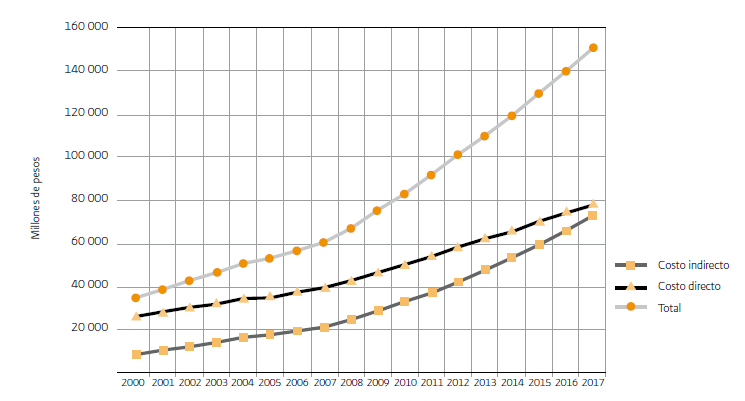 160 000
140 000
120 000
100 000
80 000
60 000
40 000
20 000
Millones de pesos
2000 2001 2002 2003 2004 2005 2006 2007 2008 2009 2010 2011 2012 2013 2014 2015 2016 2017
Costo indirecto
Costo directo
Total